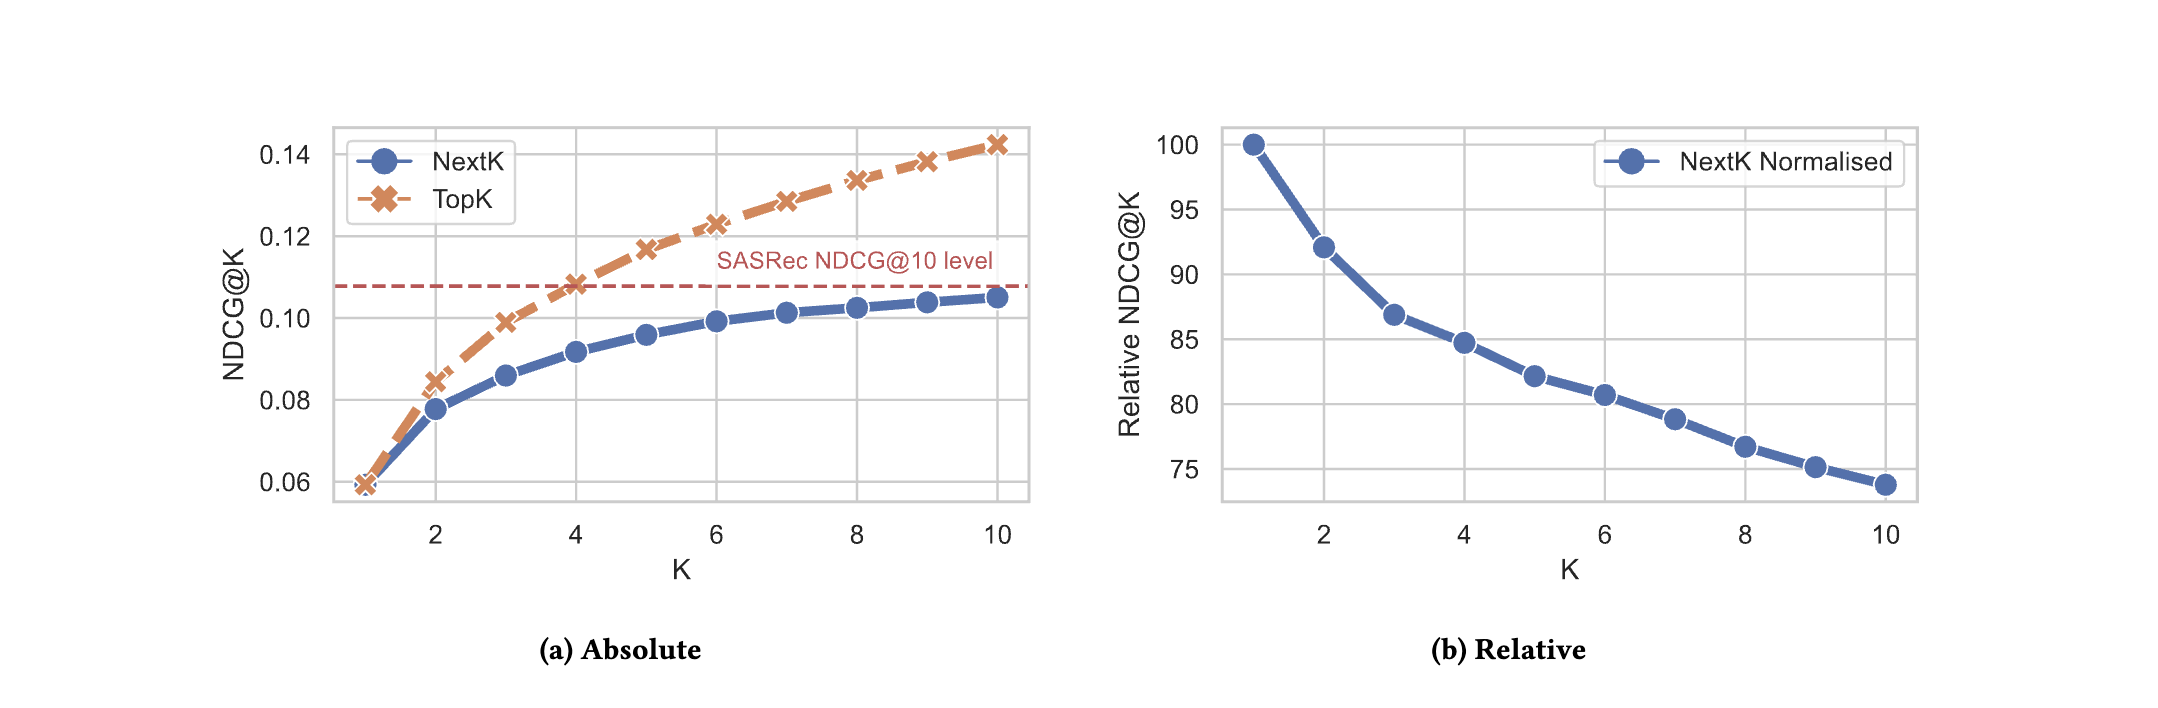 NextK
TopK
SASRec NDCG@10 level
NDCG@K
0.14
0.12
0.10
0.08
0.06
2 4 6 8 10
K
(a) Absolute
NextK Normalised
Relative NDCG@K
100
95
90
85
80
75
2 4 6 8 10
K
(b) Relative